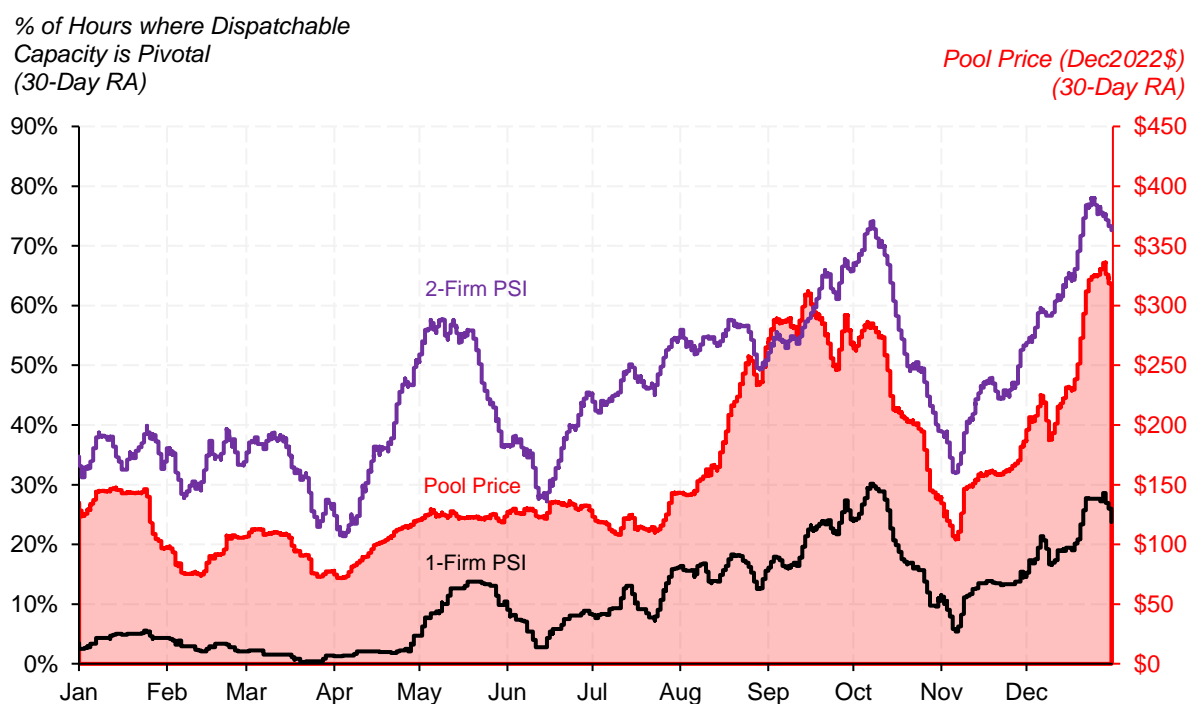 % of Hours where Dispatchable
Capacity is Pivotal
(30-Day RA)
Pool Price (Dec2022$)
(30-Day RA)
90%
80%
70%
60%
50%
40%
30%
20%
10%
0%
$450
$400
$350
$300
$250
$200
$150
$100
$50
$0
2-Firm PSI
Pool Price
1-Firm PSI
Jan Feb Mar Apr May Jun Jul Aug Sep Oct Nov Dec